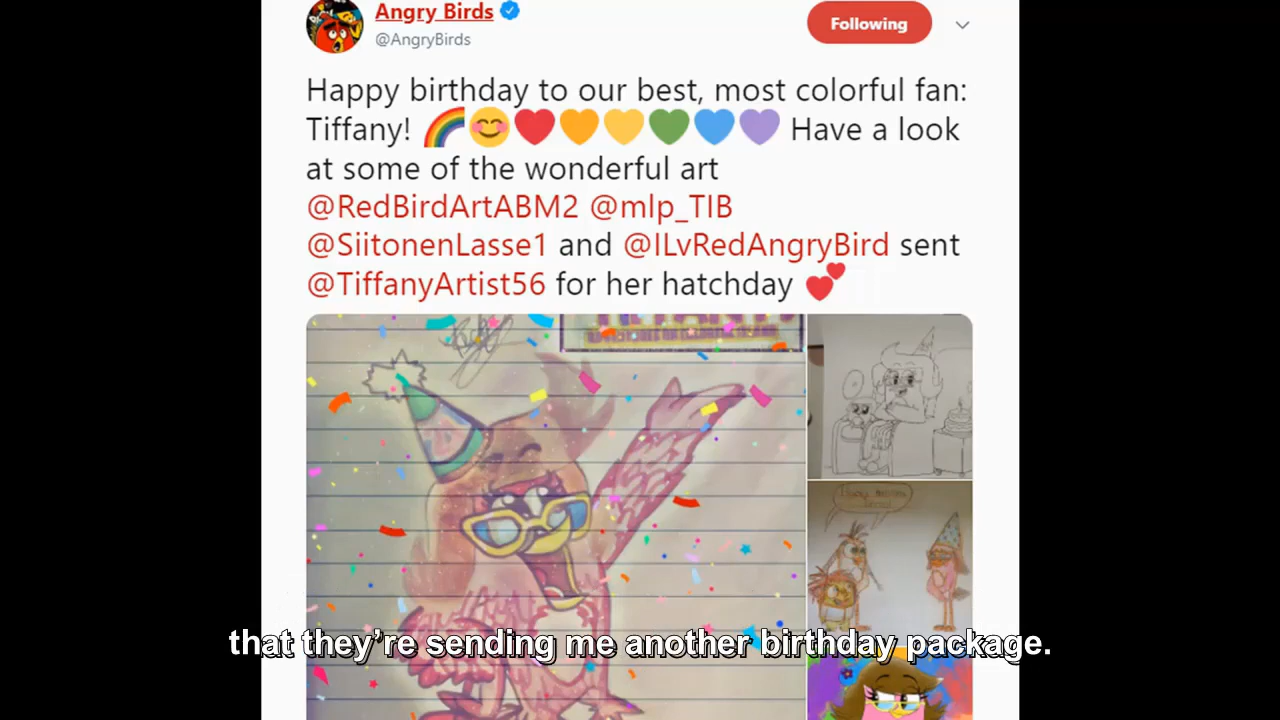 Angry Birds
@AngryBirds
Following
Happy birthday to our best, most colorful fan:
Tiffany! 🌈😊❤️🧡💛💚💙💜 Have a look
at some of the wonderful art
@RedBirdArtABM2 @mlp_TIB
@SiitonenLasse1 and @ILvRedAngryBird sent
@TiffanyArtist56 for her hatchday 💕
that they're sending me another birthday package.